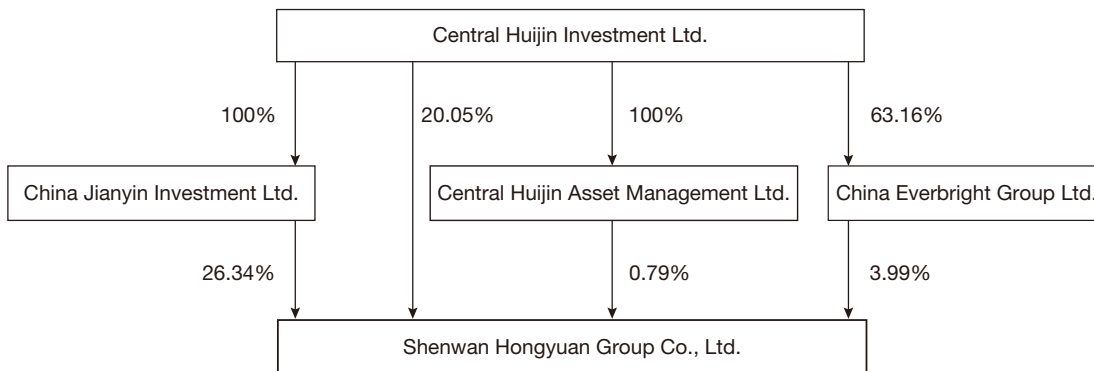 Central Huijin Investment Ltd.
100%
20.05%
100%
63.16%
China Jianyin Investment Ltd.
Central Huijin Asset Management Ltd.
China Everbright Group Ltd.
26.34%
0.79%
3.99%
Shenwan Hongyuan Group Co., Ltd.